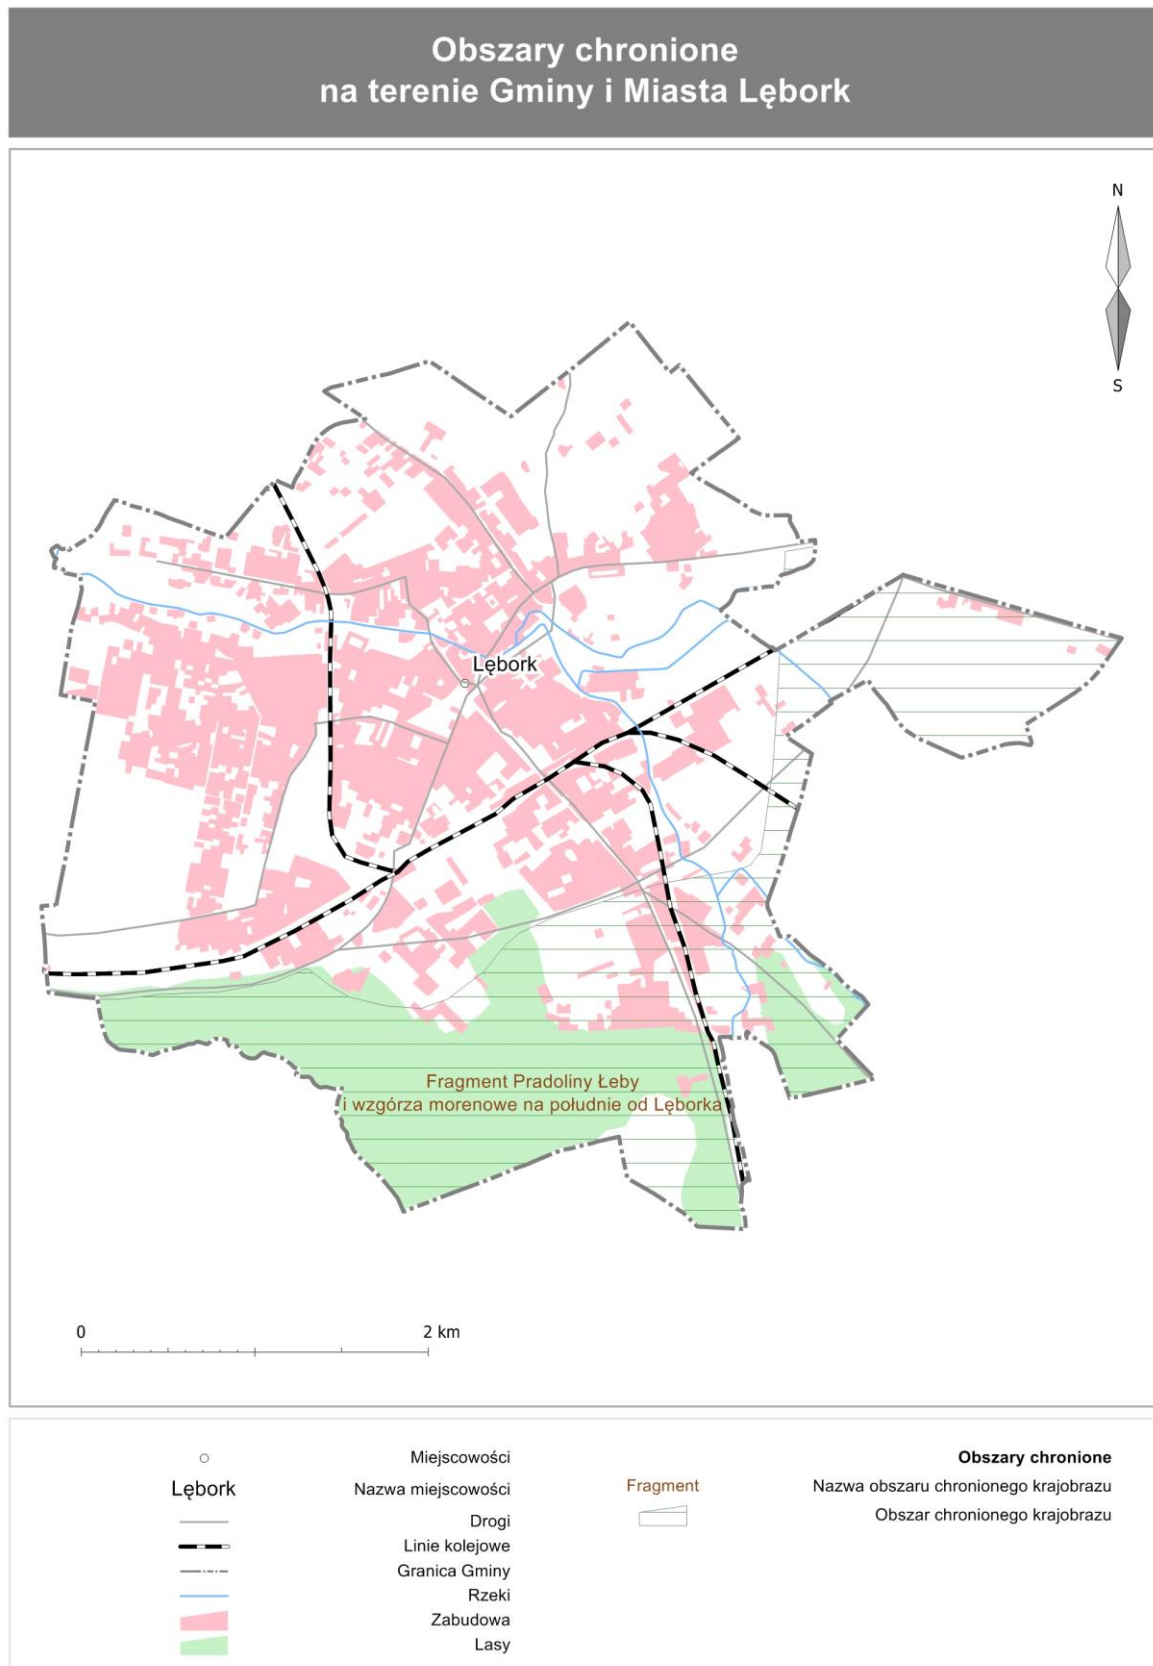 Obszary chronione
na terenie Gminy i Miasta Lębork
N
S
Lębork
Fragment Pradoliny Łeby
i wzgórza morenowe na południe od Lęborka
0 2 km
Miejscowości
Lębork Nazwa miejscowości
Drogi
Linie kolejowe
Granica Gminy
Rzeki
Zabudowa
Lasy
Obszary chronione
Fragment Nazwa obszaru chronionego krajobrazu
Obszar chronionego krajobrazu